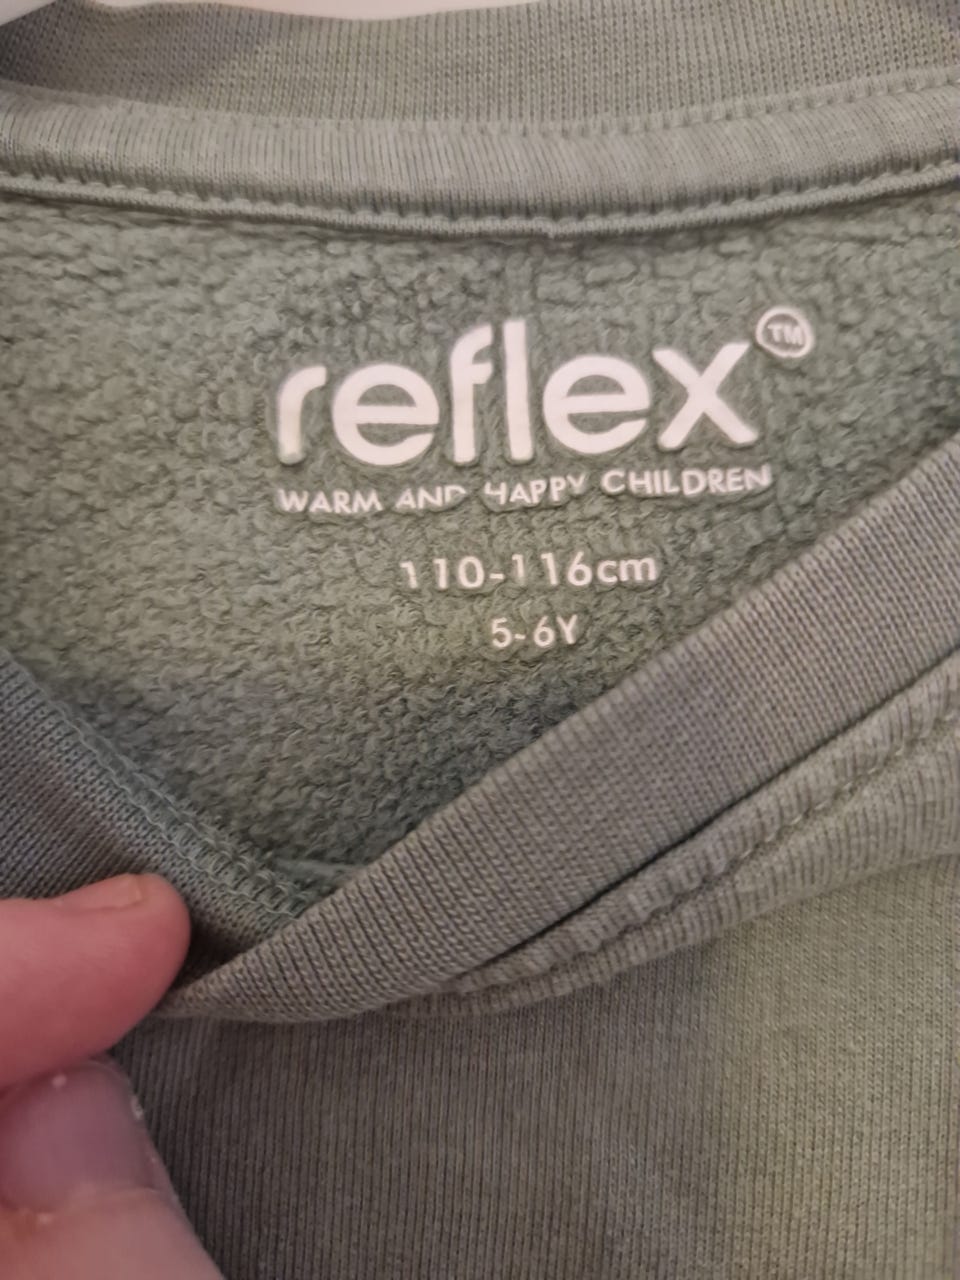 reflex™
WARM AND HAPPY CHILDREN
110-116cm
5-6Y